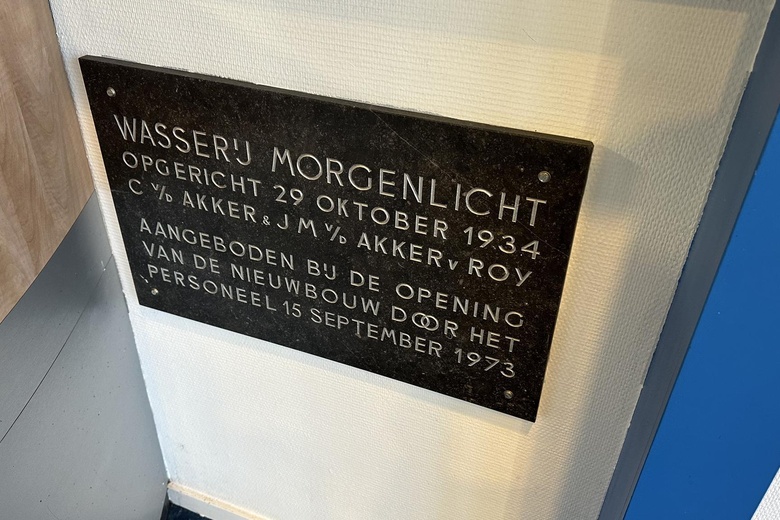 WASSERIJ MORGENLICHT
OPGERICHT 29 OKTOBER 1934
C v/D AKKER & J M v/D AKKER v ROY
AANGEBODEN BIJ DE OPENING
VAN DE NIEUWBOUW DOOR HET
PERSONEEL 15 SEPTEMBER 1973